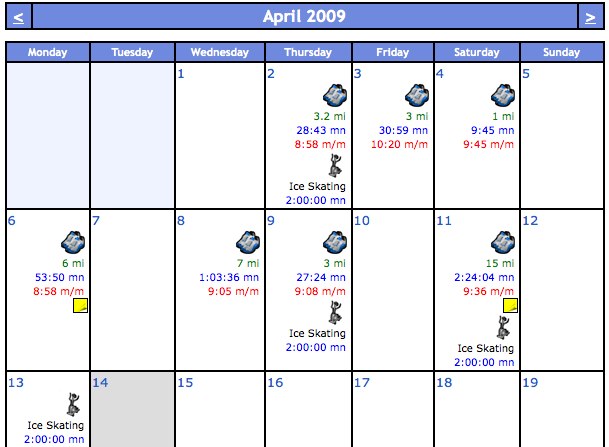 < April 2009 >
Monday Tuesday Wednesday Thursday Friday Saturday Sunday
1 2 3 4 5
3.2 mi 3 mi 1 mi
28:43 mn 30:59 mn 9:45 mn
8:58 m/m 10:20 m/m 9:45 m/m
Ice Skating
2:00:00 mn
6 7 8 9 10 11 12
6 mi 7 mi 3 mi 15 mi
53:50 mn 1:03:36 mn 27:24 mn 2:24:04 mn
8:58 m/m 9:05 m/m 9:08 m/m 9:36 m/m
Ice Skating
2:00:00 mn
Ice Skating
2:00:00 mn
13 14 15 16 17 18 19
Ice Skating
2:00:00 mn